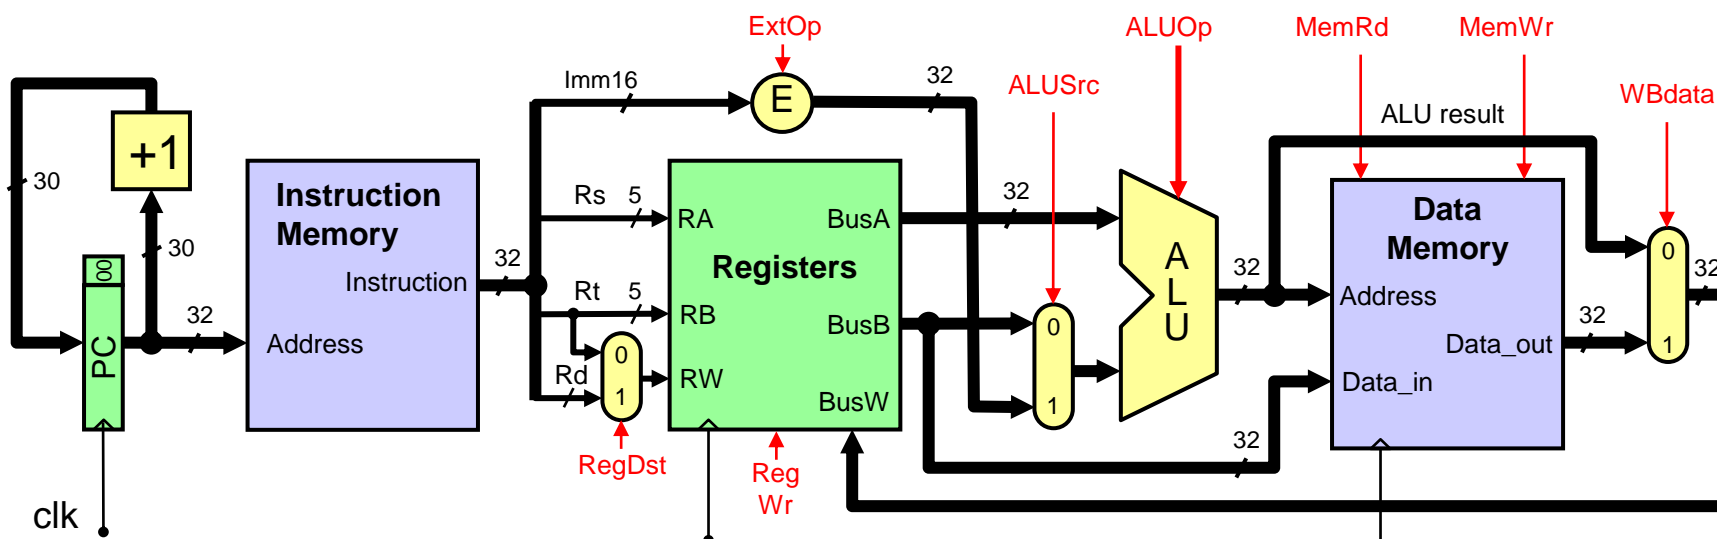 ExtOp
ALUOp
MemRd
MemWr
Imm16
32
ALUSrc
WBdata
E
ALU result
+1
30
Instruction
Memory
Rs
5
RA
BusA
32
Data
Memory
30
00
32
Instruction
Registers
A
L
U
32
0
32
Rt
5
RB
BusB
0
Address
PC
32
Address
0
Rd
1
RW
BusW
1
32
Data_out
1
Data_in
RegDst
Reg
Wr
32
clk